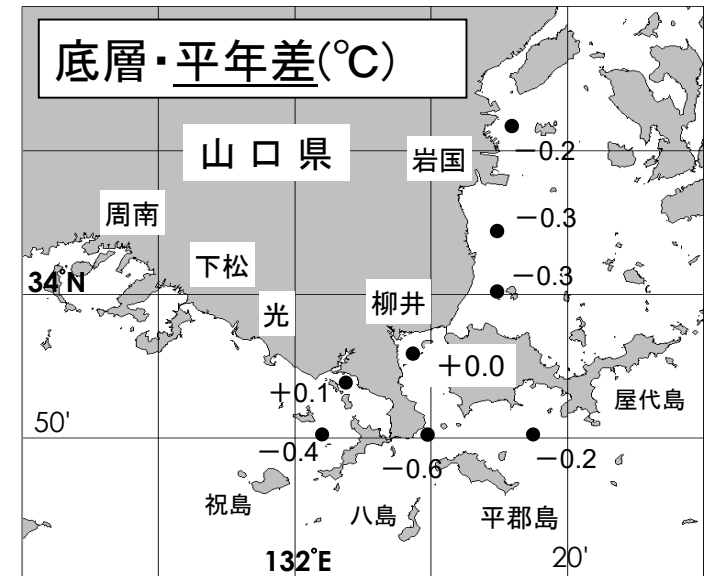 底層・平年差(℃)
山口県
岩国
−0.2
周南
−0.3
下松
34°N
−0.3
光
柳井
+0.0
+0.1
屋代島
50'
−0.4
−0.6
−0.2
祝島
八島
平郡島
132°E
20'